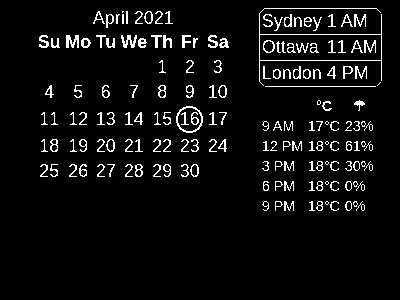 April 2021
Su Mo Tu We Th Fr Sa
1 2 3
4 5 6 7 8 9 10
11 12 13 14 15 16 17
18 19 20 21 22 23 24
25 26 27 28 29 30
Sydney 1 AM
Ottawa 11 AM
London 4 PM
°C
9 AM 17°C 23%
12 PM 18°C 61%
3 PM 18°C 30%
6 PM 18°C 0%
9 PM 18°C 0%